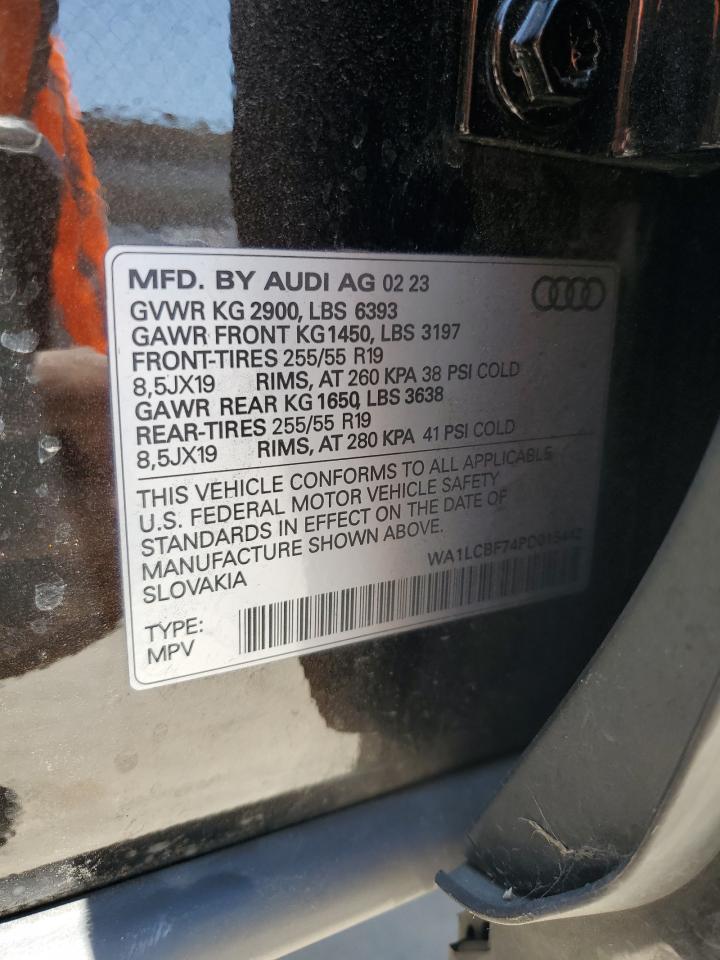 MFD. BY AUDI AG 02 23
GVWR KG 2900, LBS 6393
GAWR FRONT KG1450, LBS 3197
FRONT-TIRES 255/55 R19
8,5JX19 RIMS, AT 260 KPA 38 PSI COLD
GAWR REAR KG 1650, LBS 3638
REAR-TIRES 255/55 R19
8,5JX19 RIMS, AT 280 KPA 41 PSI COLD
THIS VEHICLE CONFORMS TO ALL APPLICABLE
U.S. FEDERAL MOTOR VEHICLE SAFETY
STANDARDS IN EFFECT ON THE DATE OF
MANUFACTURE SHOWN ABOVE.
SLOVAKIA
TYPE:
MPV